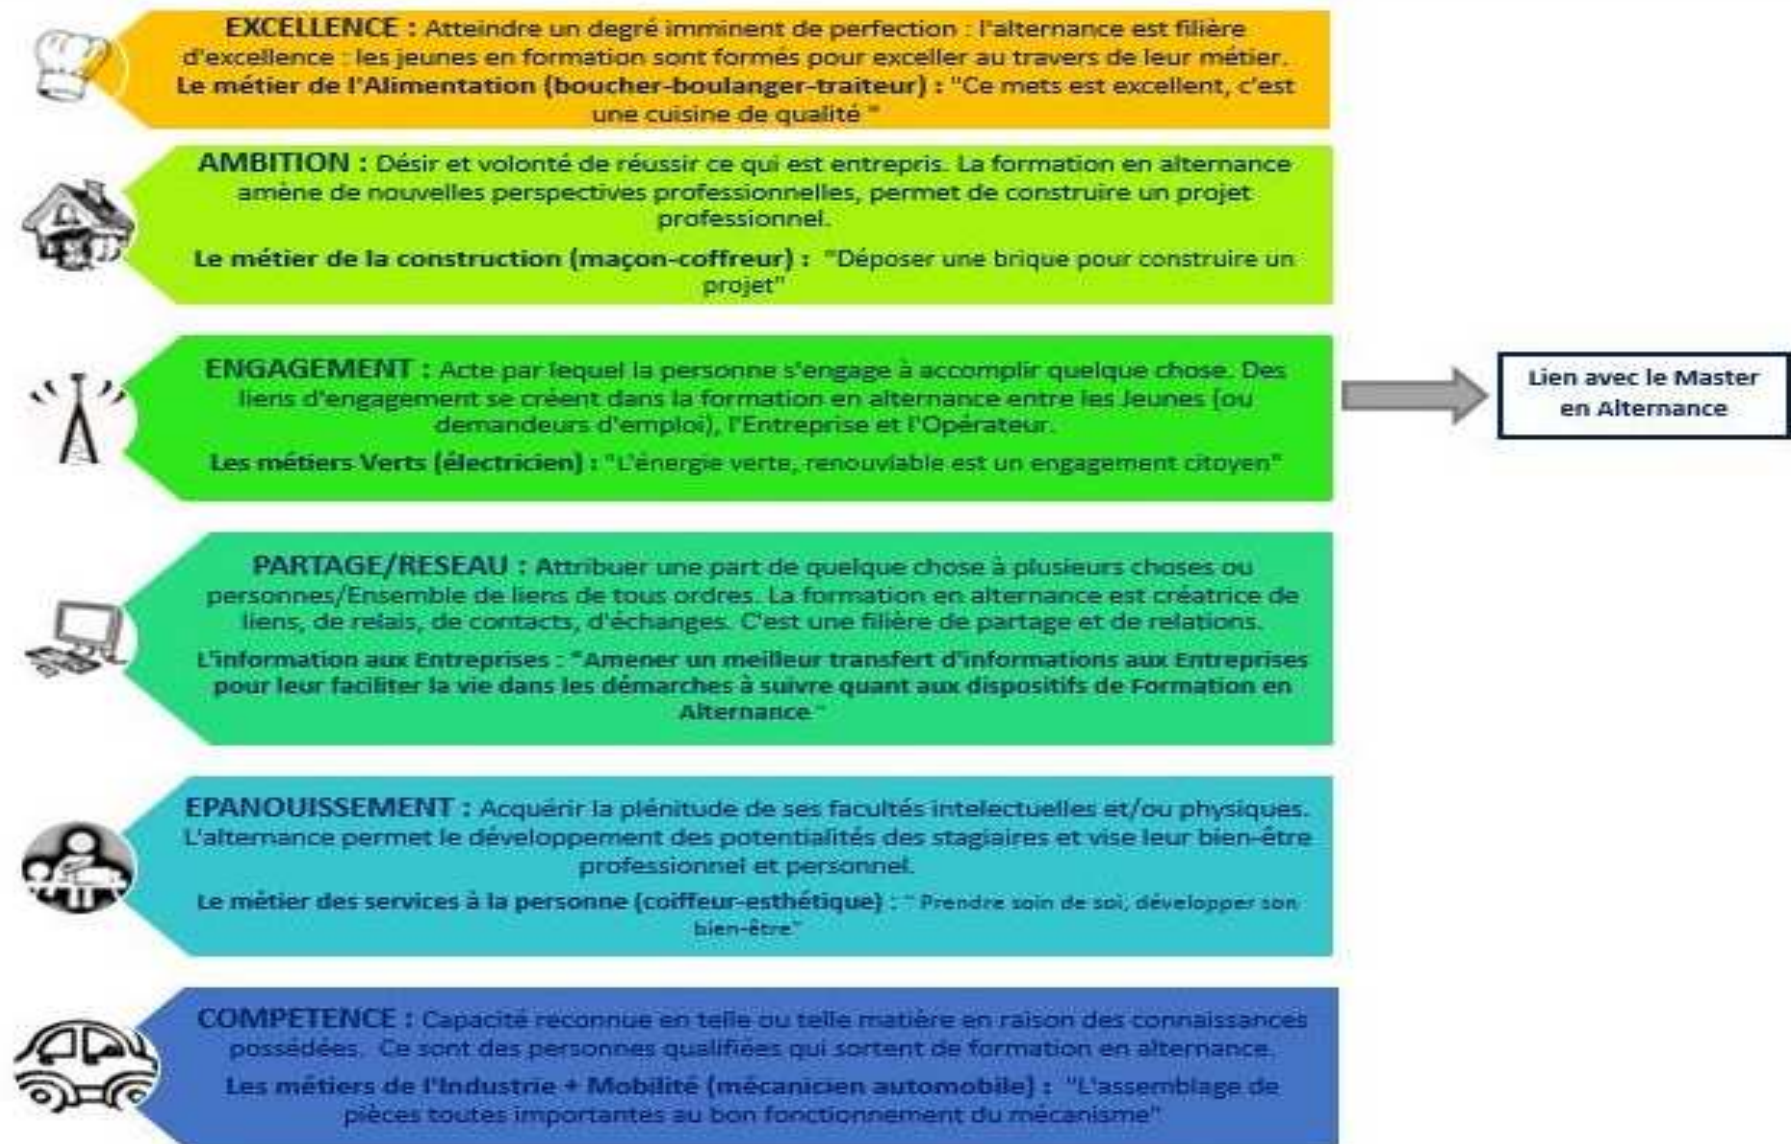 EXCELLENCE : Atteindre un degré imminent de perfection : l'alternance est filière
d'excellence : les jeunes en formation sont formés pour exceller au travers de leur métier.
Le métier de l'Alimentation (boucher-boulanger-traiteur) : "Ce mets est excellent, c'est
une cuisine de qualité "
AMBITION : Désir et volonté de réussir ce qui est entrepris. La formation en alternance
amène de nouvelles perspectives professionnelles, permet de construire un projet
professionnel.
Le métier de la construction (maçon-coffreur) : "Déposer une brique pour construire un
projet"
ENGAGEMENT : Acte par lequel la personne s'engage à accomplir quelque chose. Des
liens d'engagement se créent dans la formation en alternance entre les Jeunes (ou
demandeurs d'emploi), l'Entreprise et l'Opérateur.
Les métiers Verts (électricien) : "L'énergie verte, renouvlable est un engagement citoyen"
Lien avec le Master
en Alternance
PARTAGE/RESEAU : Attribuer une part de quelque chose à plusieurs choses ou
personnes/Ensemble de liens de tous ordres. La formation en alternance est créatrice de
liens, de relais, de contacts, d'échanges. C'est une filière de partage et de relations.
L'information aux Entreprises : "Amener un meilleur transfert d'informations aux Entreprises
pour leur faciliter la vie dans les démarches à suivre quant aux dispositifs de Formation en
Alternance"
EPANOUISSEMENT : Acquérir la plénitude de ses facultés intelectuelles et/ou physiques.
L'alternance permet le développement des potentialités des stagiaires et vise leur bien-être
professionnel et personnel.
Le métier des services à la personne (coiffeur-esthétique) : " Prendre soin de soi, développer son
bien-être"
COMPETENCE : Capacité reconnue en telle ou telle matière en raison des connaissances
possédées. Ce sont des personnes qualifiées qui sortent de formation en alternance.
Les métiers de l'Industrie + Mobilité (mécanicien automobile) : "L'assemblage de
pièces toutes importantes au bon fonctionnement du mécanisme"